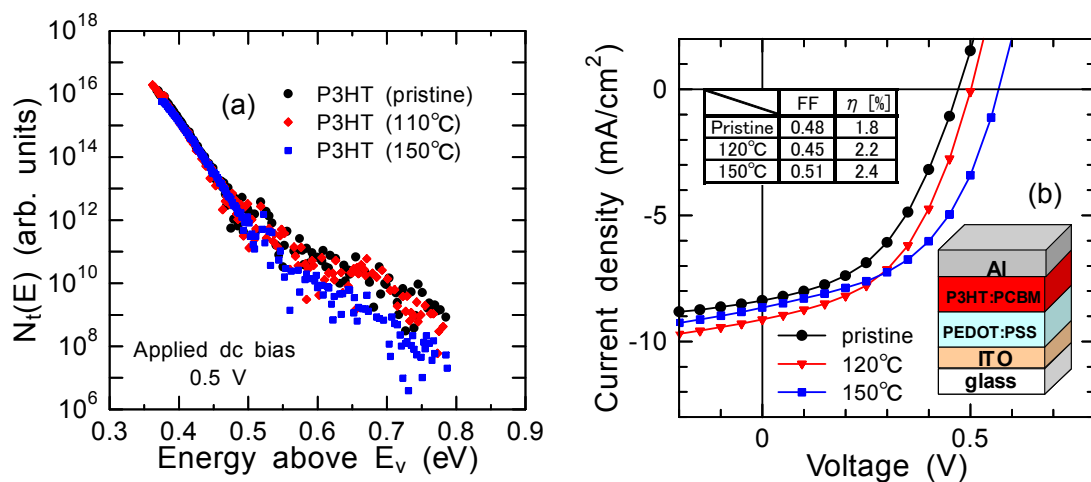 10^18
10^16
10^14
10^12
10^10
10^8
10^6
N_t(E) (arb. units)
(a)
P3HT (pristine)
P3HT (110°C)
P3HT (150°C)
Applied dc bias
0.5 V
0.3 0.4 0.5 0.6 0.7 0.8 0.9
Energy above E_v (eV)
0
-5
-10
Current density (mA/cm^2)
FF η [%]
Pristine 0.48 1.8
120°C 0.45 2.2
150°C 0.51 2.4
(b)
Al
P3HT:PCBM
PEDOT:PSS
ITO
glass
pristine
120°C
150°C
0 0.5
Voltage (V)